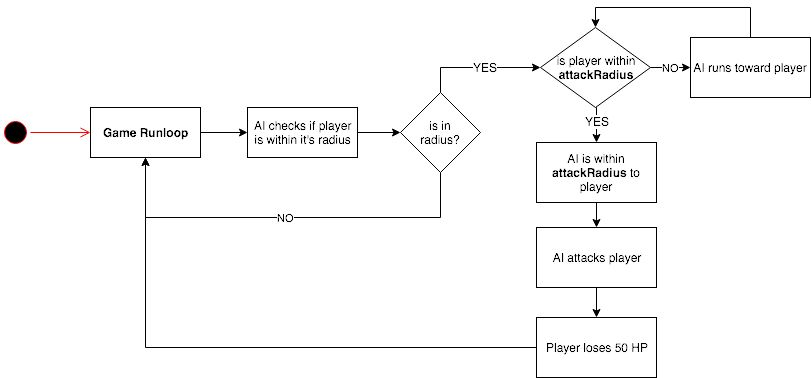 Game Runloop
AI checks if player
is within it's radius
is in
radius?
YES
NO
is player within
attackRadius
NO
AI runs toward player
YES
AI is within
attackRadius to
player
AI attacks player
Player loses 50 HP